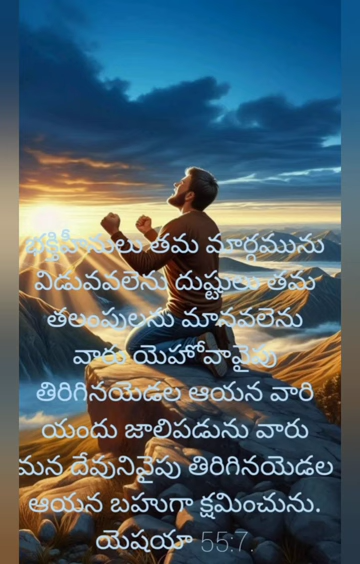 భక్తిహీనులు తమ మార్గమును
విడువవలెను దుష్టులు తమ
తలంపులను మానవలెను
వారు యెహోవావైపు
తిరిగినయెడల ఆయన వారి
యందు జాలిపడును వారు
మన దేవునివైపు తిరిగినయెడల
ఆయన బహుగా క్షమించును.
యెషయా 55:7.